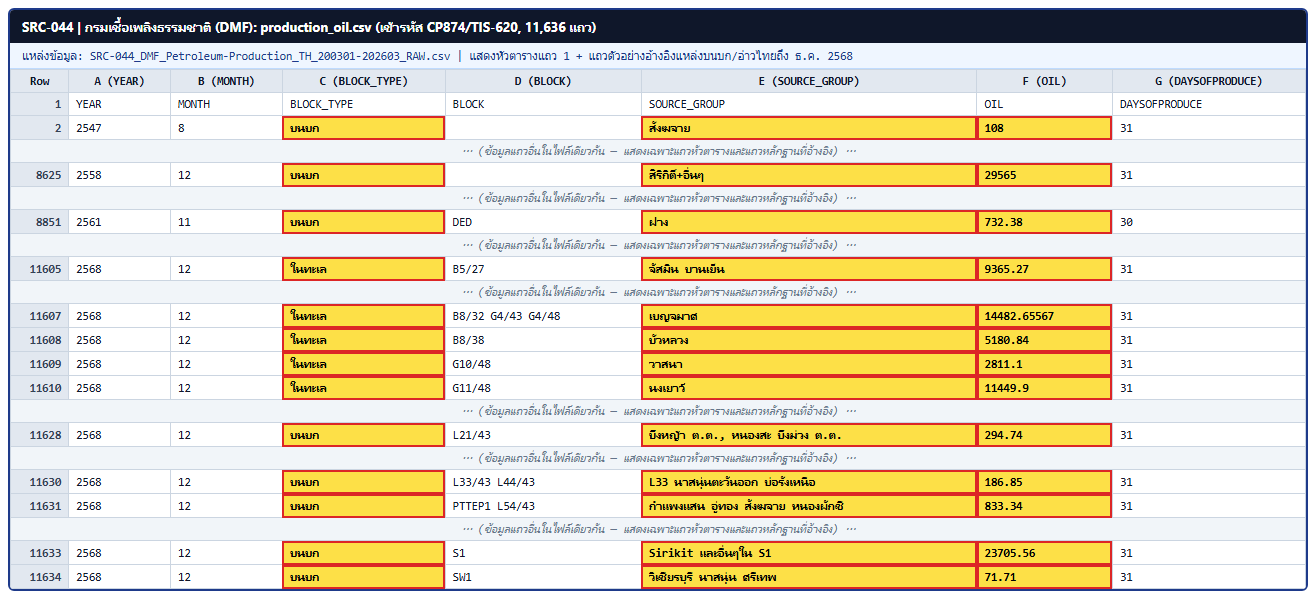 SRC-044 | กรมเชื้อเพลิงธรรมชาติ (DMF): production_oil.csv (เข้ารหัส CP874/TIS-620, 11,636 แถว)
แหล่งข้อมูล: SRC-044_DMF_Petroleum-Production_TH_200301-202603_RAW.csv | แสดงหัวตารางแถว 1 + แถวตัวอย่างอ้างอิงแหล่งบนบก/อ่าวไทยถึง ธ.ค. 2568
Row A (YEAR) B (MONTH) C (BLOCK_TYPE) D (BLOCK) E (SOURCE_GROUP) F (OIL) G (DAYSOFPRODUCE)
1 YEAR MONTH BLOCK_TYPE BLOCK SOURCE_GROUP OIL DAYSOFPRODUCE
2 2547 8 บนบก สังฆจาย 108 31
··· (ข้อมูลแถวอื่นในไฟล์เดียวกัน — แสดงเฉพาะแถวหัวตารางและแถวหลักฐานที่อ้างอิง) ···
8625 2558 12 บนบก สิริกิติ์+อื่นๆ 29565 31
··· (ข้อมูลแถวอื่นในไฟล์เดียวกัน — แสดงเฉพาะแถวหัวตารางและแถวหลักฐานที่อ้างอิง) ···
8851 2561 11 บนบก DED ฝาง 732.38 30
··· (ข้อมูลแถวอื่นในไฟล์เดียวกัน — แสดงเฉพาะแถวหัวตารางและแถวหลักฐานที่อ้างอิง) ···
11605 2568 12 ในทะเล B5/27 จัสมิน บานเย็น 9365.27 31
··· (ข้อมูลแถวอื่นในไฟล์เดียวกัน — แสดงเฉพาะแถวหัวตารางและแถวหลักฐานที่อ้างอิง) ···
11607 2568 12 ในทะเล B8/32 G4/43 G4/48 เบญจมาศ 14482.65567 31
11608 2568 12 ในทะเล B8/38 บัวหลวง 5180.84 31
11609 2568 12 ในทะเล G10/48 วาสนา 2811.1 31
11610 2568 12 ในทะเล G11/48 นงเยาว์ 11449.9 31
··· (ข้อมูลแถวอื่นในไฟล์เดียวกัน — แสดงเฉพาะแถวหัวตารางและแถวหลักฐานที่อ้างอิง) ···
11628 2568 12 บนบก L21/43 บึงหญ้า ต.ต., หนองสะ บึงม่วง ต.ต. 294.74 31
··· (ข้อมูลแถวอื่นในไฟล์เดียวกัน — แสดงเฉพาะแถวหัวตารางและแถวหลักฐานที่อ้างอิง) ···
11630 2568 12 บนบก L33/43 L44/43 L33 นาสนุ่นตะวันออก บ่อรังเหนือ 186.85 31
11631 2568 12 บนบก PTTEP1 L54/43 กำแพงแสน อู่ทอง สังฆจาย หนองผักชี 833.34 31
··· (ข้อมูลแถวอื่นในไฟล์เดียวกัน — แสดงเฉพาะแถวหัวตารางและแถวหลักฐานที่อ้างอิง) ···
11633 2568 12 บนบก S1 Sirikit และอื่นๆใน S1 23705.56 31
11634 2568 12 บนบก SW1 วิเชียรบุรี นาสนุ่น ศรีเทพ 71.71 31